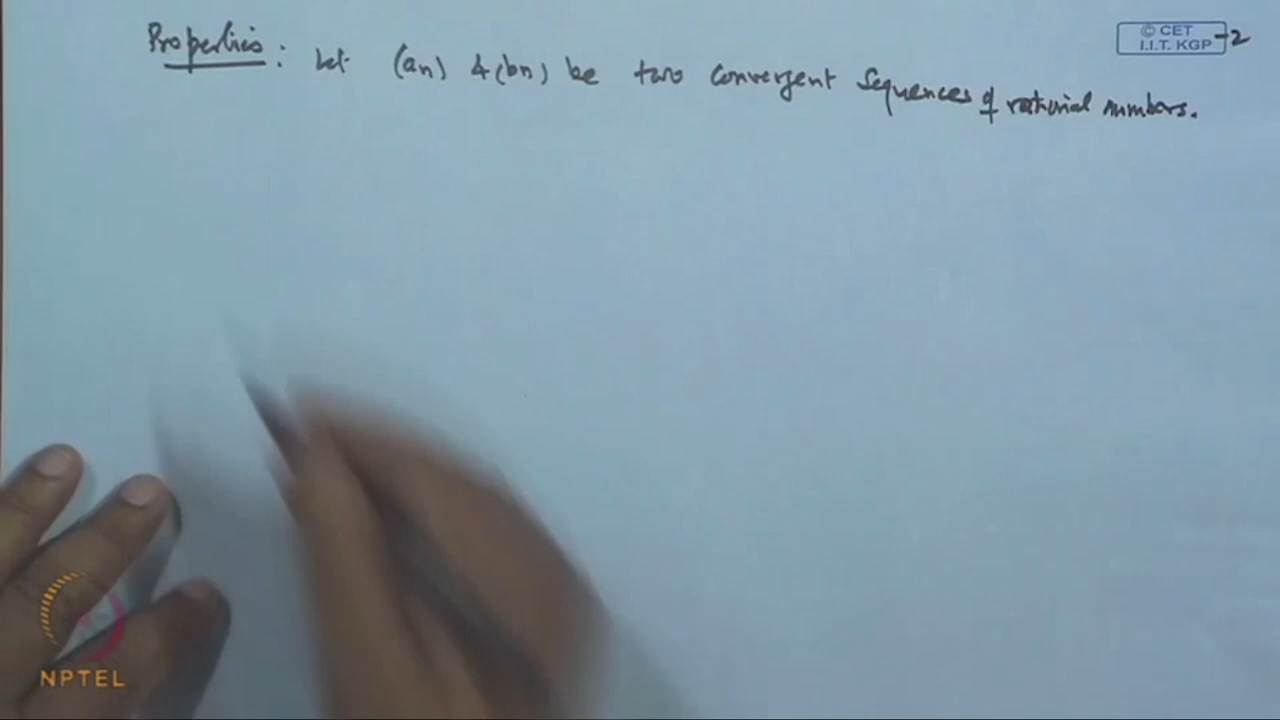 Properties : Let (an) & (bn) be two convergent sequences of rational numbers.
© CET
I.I.T. KGP -2
NPTEL